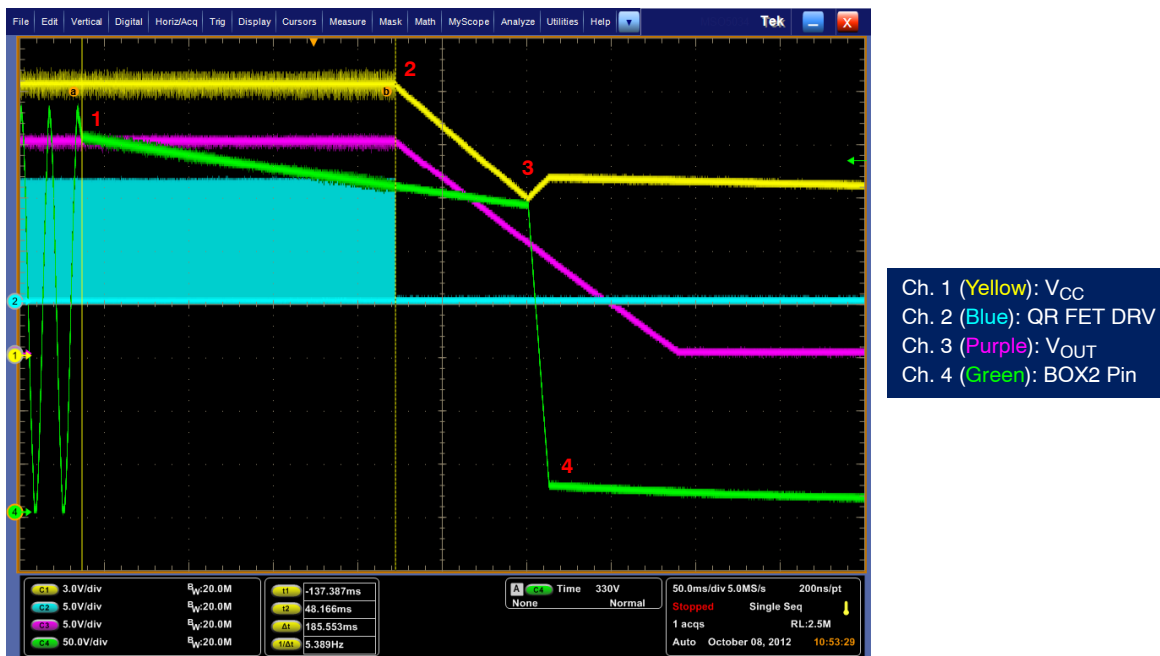 File Edit Vertical Digital Horiz/Acq Trig Display Cursors Measure Mask Math MyScope Analyze Utilities Help Tek X
2
a
b
1
3
2
1
4
4
C1 3.0V/div BW:20.0M
C2 5.0V/div BW:20.0M
C3 5.0V/div BW:20.0M
C4 50.0V/div BW:20.0M
t1 -137.387ms
t2 48.166ms
Δt 185.553ms
1/Δt 5.389Hz
A C4 Time 330V
None Normal
50.0ms/div 5.0MS/s 200ns/pt
Stopped Single Seq
1 acqs RL:2.5M
Auto October 08, 2012 10:53:29
Ch. 1 (Yellow): VCC
Ch. 2 (Blue): QR FET DRV
Ch. 3 (Purple): VOUT
Ch. 4 (Green): BOX2 Pin